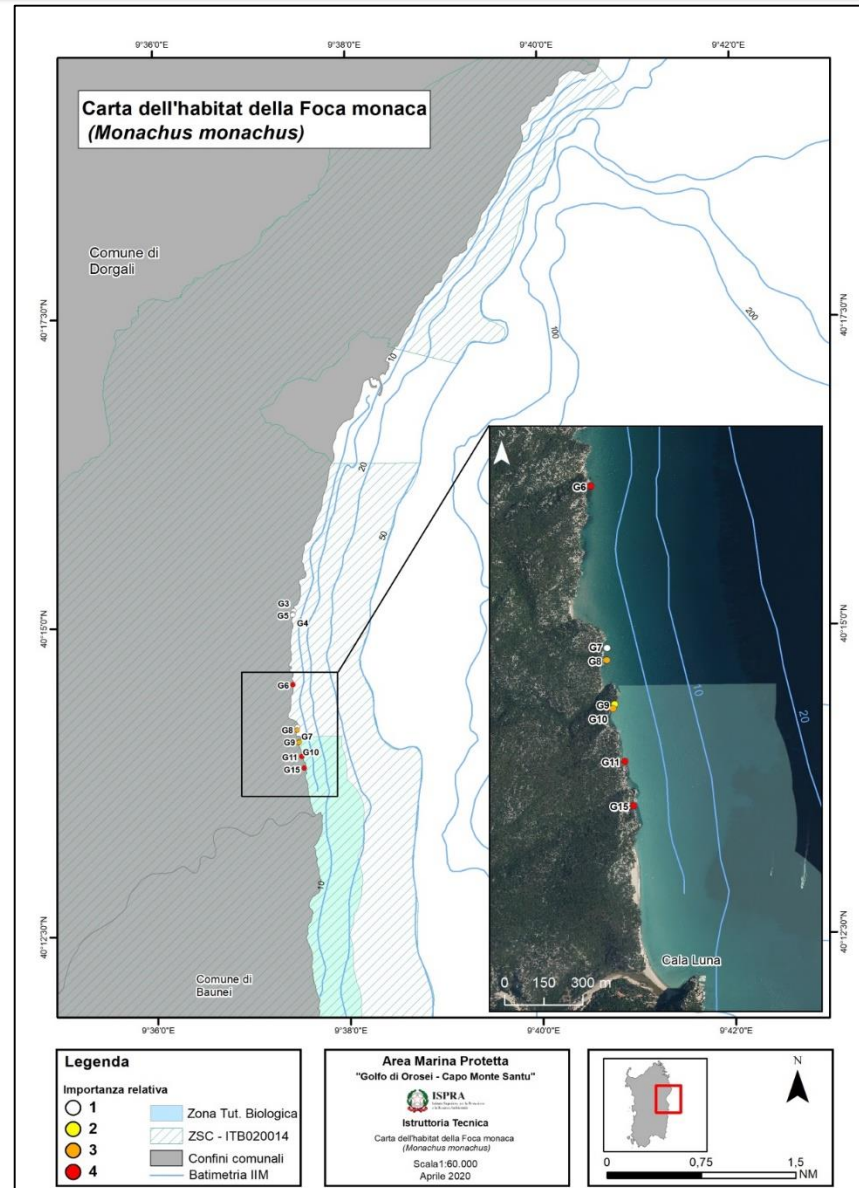 9°36'0"E
9°38'0"E
9°40'0"E
9°42'0"E
Carta dell'habitat della Foca monaca
(Monachus monachus)
Comune di
Dorgali
40°17'30"N
40°17'30"N
10
100
200
20
50
G3
G5
G4
40°15'0"N
40°15'0"N
G6
G8
G7
G9
G10
G11
G15
10
40°12'30"N
40°12'30"N
Comune di
Baunei
N
G6
G7
G8
G9
G10
G11
G15
10
20
Cala Luna
0 150 300 m
9°36'0"E
9°38'0"E
9°40'0"E
9°42'0"E
Legenda
Importanza relativa
1
2
3
4
Zona Tut. Biologica
ZSC - ITB020014
Confini comunali
Batimetria IIM
Area Marina Protetta
"Golfo di Orosei - Capo Monte Santu"
ISPRA
Istruttoria Tecnica
Carta dell'habitat della Foca monaca
(Monachus monachus)
Scala1:60.000
Aprile 2020
N
0 0,75 1,5
NM